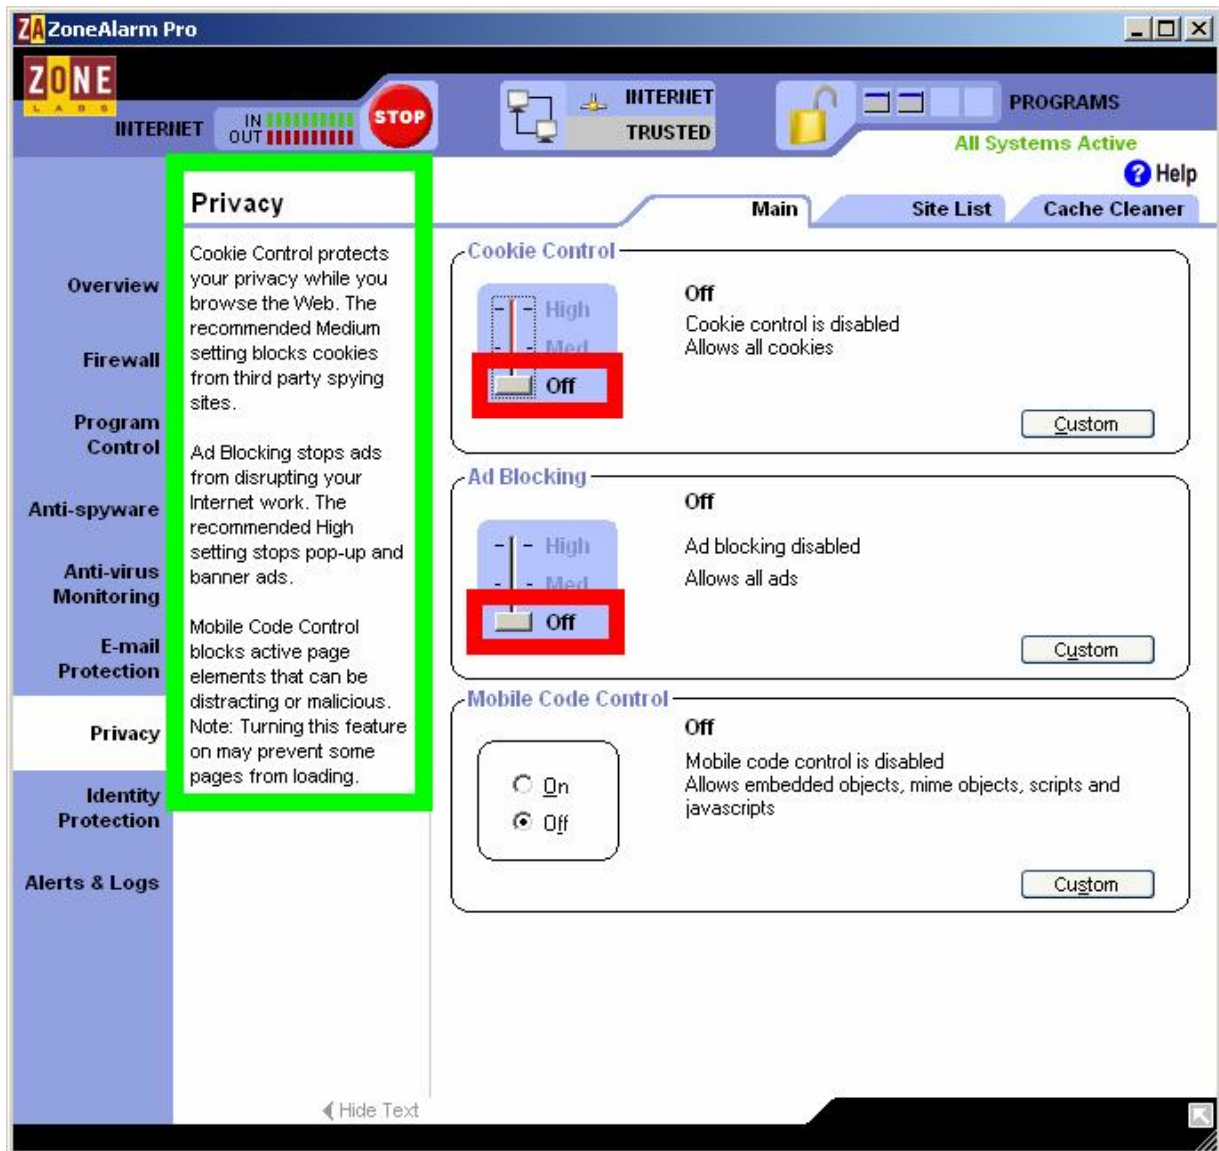 ZA ZoneAlarm Pro
ZONE
LABS
INTERNET
IN
OUT
STOP
INTERNET
TRUSTED
PROGRAMS
All Systems Active
? Help
Privacy
Main
Site List
Cache Cleaner
Overview
Firewall
Program
Control
Anti-spyware
Anti-virus
Monitoring
E-mail
Protection
Privacy
Identity
Protection
Alerts & Logs
Cookie Control protects
your privacy while you
browse the Web. The
recommended Medium
setting blocks cookies
from third party spying
sites.
Ad Blocking stops ads
from disrupting your
Internet work. The
recommended High
setting stops pop-up and
banner ads.
Mobile Code Control
blocks active page
elements that can be
distracting or malicious.
Note: Turning this feature
on may prevent some
pages from loading.
Cookie Control
High
Med
Off
Off
Cookie control is disabled
Allows all cookies
Custom
Ad Blocking
High
Med
Off
Off
Ad blocking disabled
Allows all ads
Custom
Mobile Code Control
On
Off
Off
Mobile code control is disabled
Allows embedded objects, mime objects, scripts and
javascripts
Custom
Hide Text